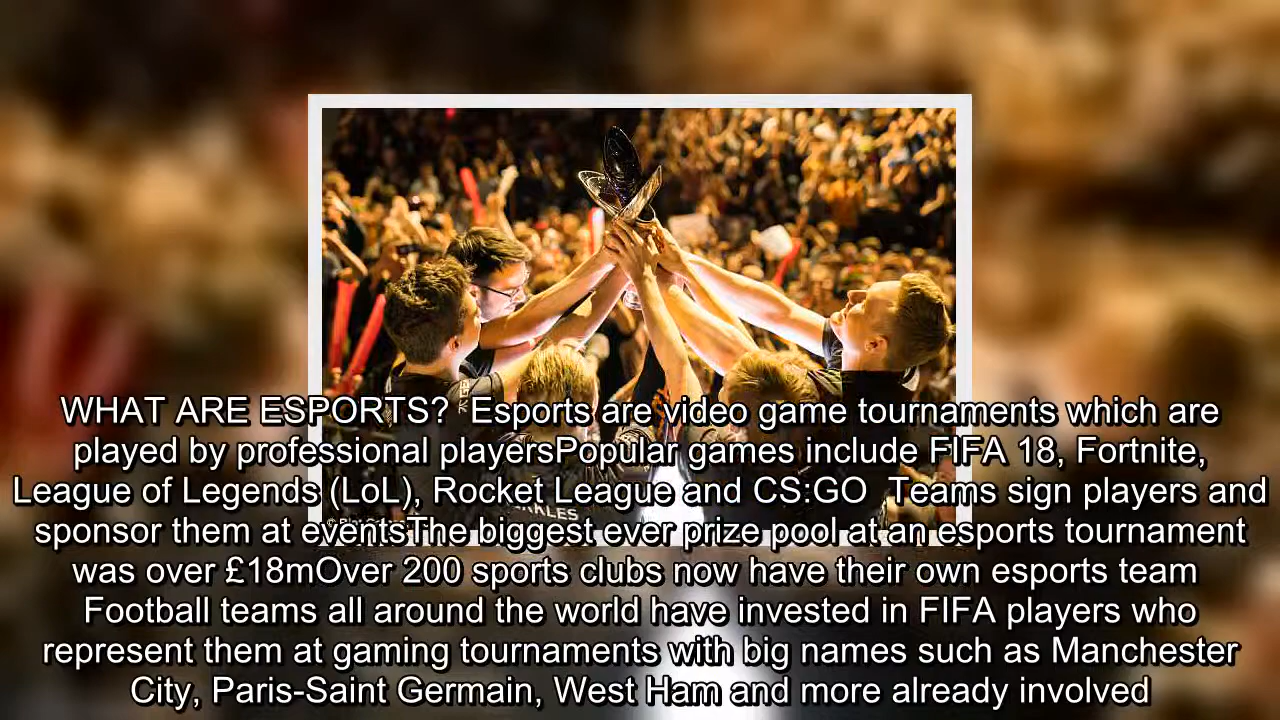 WHAT ARE ESPORTS?  Esports are video game tournaments which are
played by professional playersPopular games include FIFA 18, Fortnite,
League of Legends (LoL), Rocket League and CS:GO  Teams sign players and
sponsor them at eventsThe biggest ever prize pool at an esports tournament
was over £18mOver 200 sports clubs now have their own esports team
Football teams all around the world have invested in FIFA players who
represent them at gaming tournaments with big names such as Manchester
City, Paris-Saint Germain, West Ham and more already involved